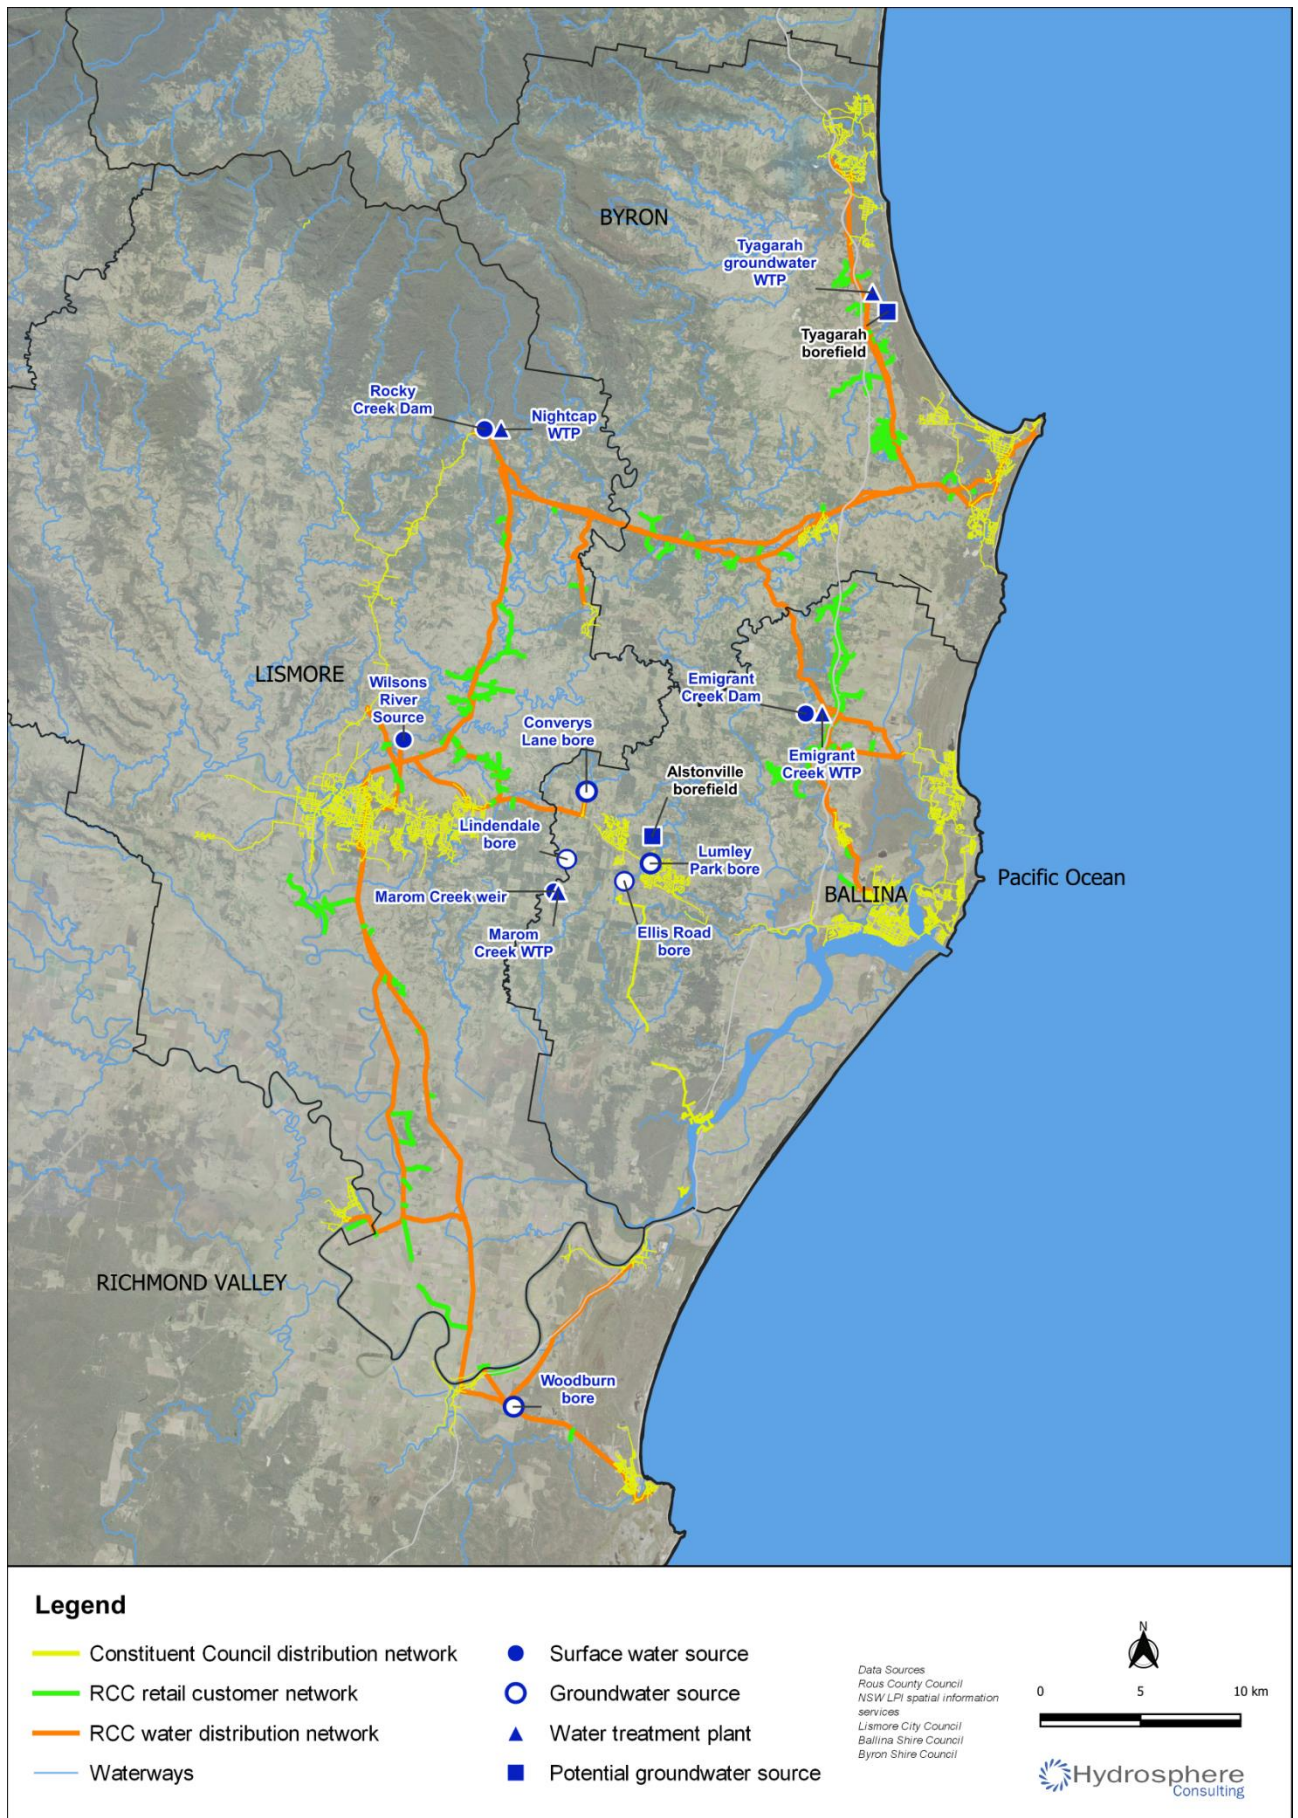 BYRON
Tyagarah
groundwater
WTP
Tyagarah
borefield
Rocky
Creek Dam
Nightcap
WTP
LISMORE
Wilsons
River
Source
Emigrant
Creek Dam
Converys
Lane bore
Emigrant
Creek WTP
Alstonville
borefield
Lindendale
bore
Lumley
Park bore
Marom Creek weir
BALLINA
Pacific Ocean
Marom
Creek WTP
Ellis Road
bore
RICHMOND VALLEY
Woodburn
bore
Legend
Constituent Council distribution network
RCC retail customer network
RCC water distribution network
Waterways
Surface water source
Groundwater source
Water treatment plant
Potential groundwater source
Data Sources
Rous County Council
NSW LPI spatial information
services
Lismore City Council
Ballina Shire Council
Byron Shire Council
N
0 5 10 km
Hydrosphere
Consulting